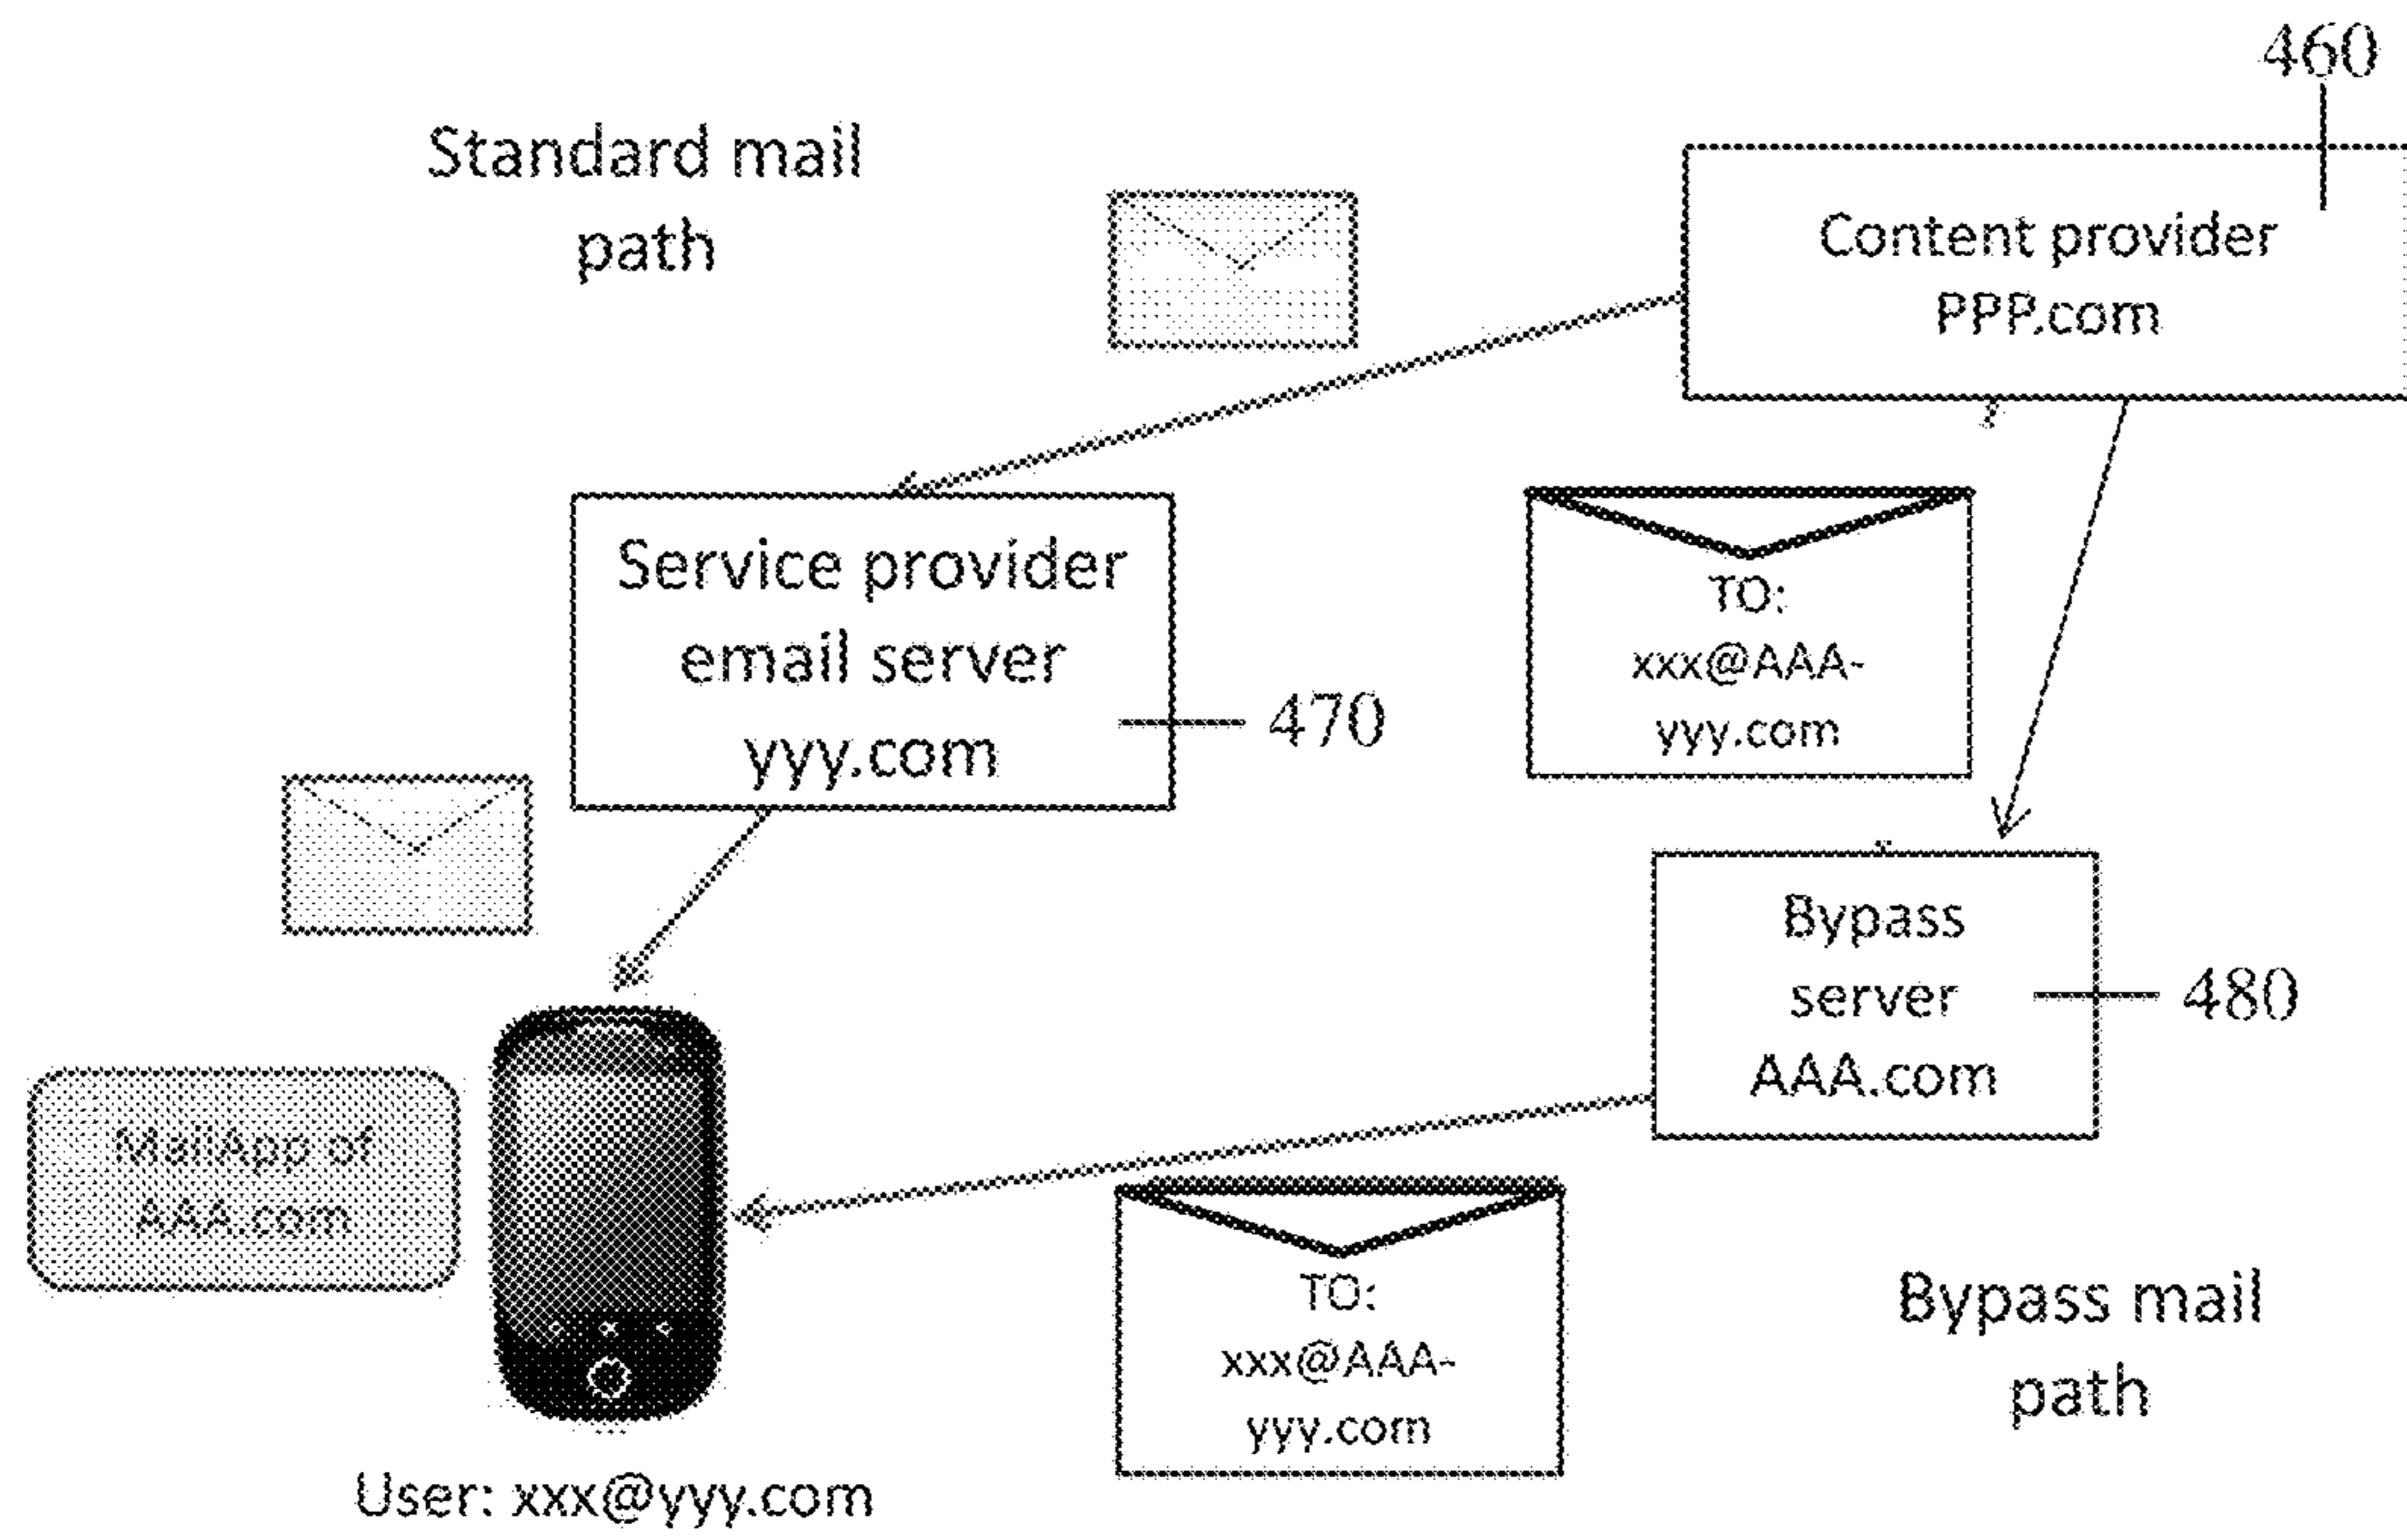 460
Standard mail
path
Content provider
PPP.com
Service provider
email server
yyy.com
470
TO:
xxx@AAA-
yyy.com
Bypass
server
AAA.com
480
MailApp of
AAA.com
TO:
xxx@AAA-
yyy.com
Bypass mail
path
User: xxx@yyy.com